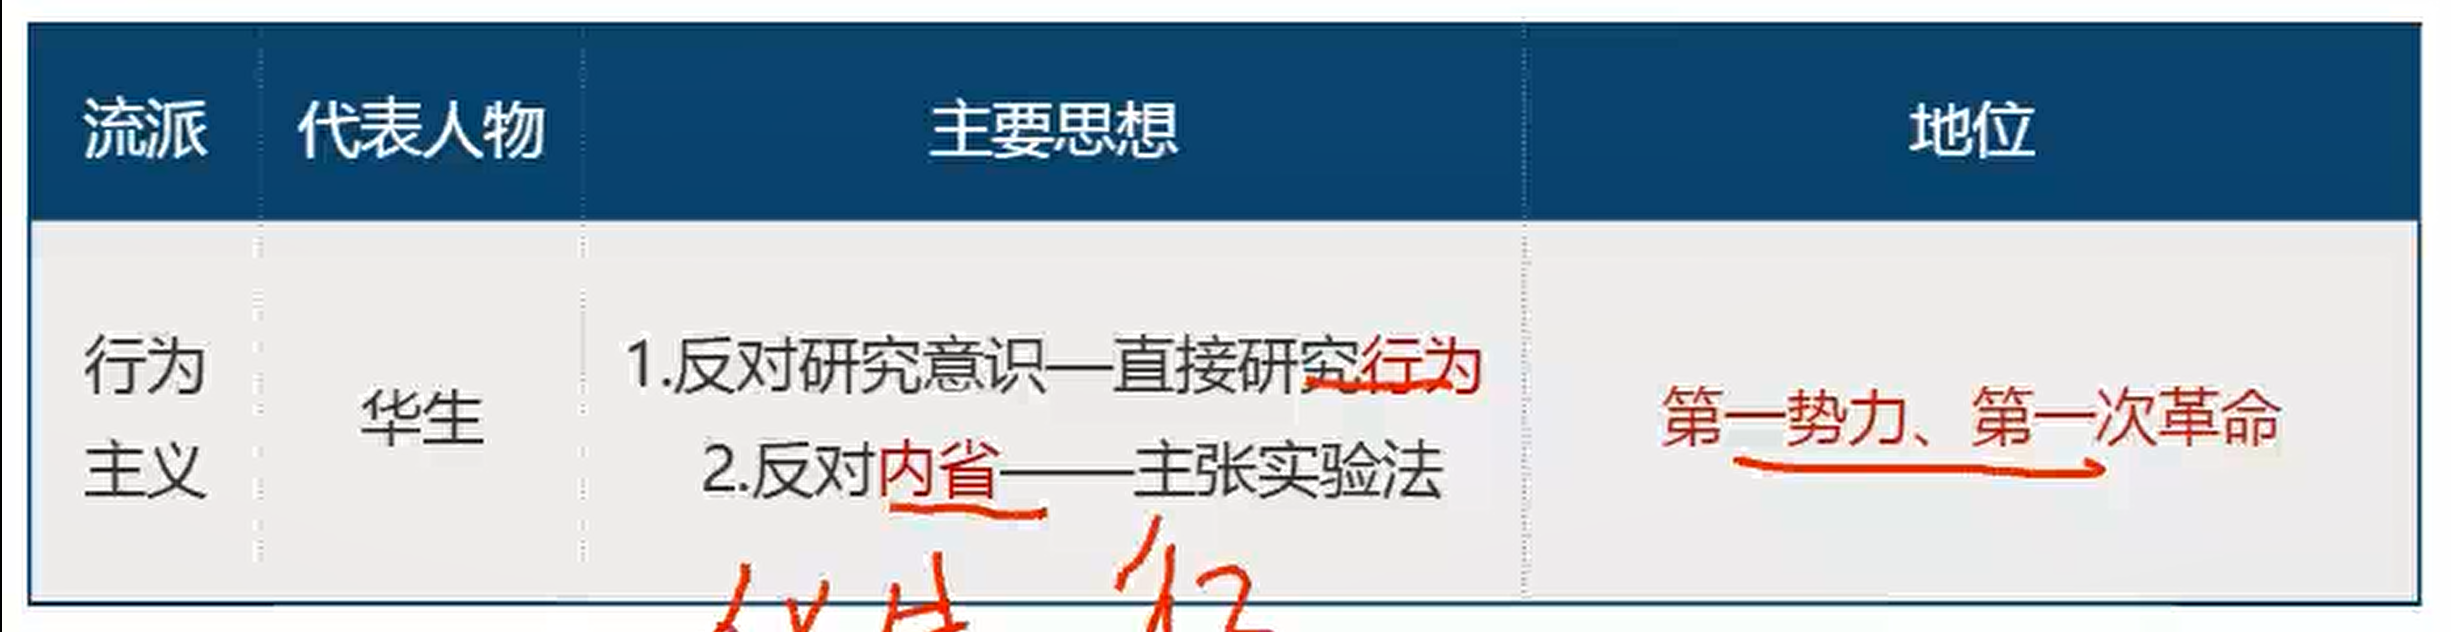 流派 代表人物 主要思想 地位
行为
主义
华生
1.反对研究意识—直接研究行为
2.反对内省——主张实验法
第一势力、第一次革命